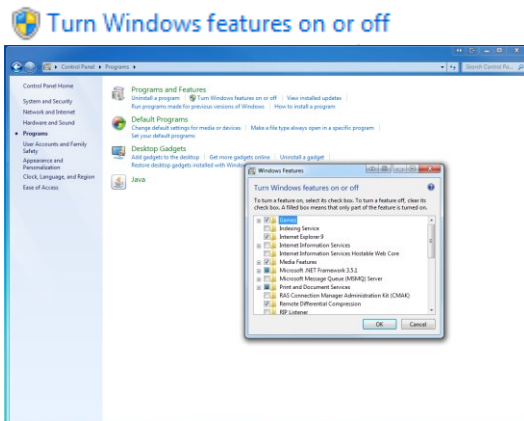 Turn Windows features on or off
Control Panel ▸ Programs ▸
Search Control Pa...
Control Panel Home
System and Security
Network and Internet
Hardware and Sound
Programs
User Accounts and Family
Safety
Appearance and
Personalization
Clock, Language, and Region
Ease of Access
Programs and Features
Uninstall a program | Turn Windows features on or off | View installed updates |
Run programs made for previous versions of Windows | How to install a program
Default Programs
Change default settings for media or devices | Make a file type always open in a specific program |
Set your default programs
Desktop Gadgets
Add gadgets to the desktop | Get more gadgets online | Uninstall a gadget |
Restore desktop gadgets installed with Window
Java
Windows Features
Turn Windows features on or off
To turn a feature on, select its check box. To turn a feature off, clear its
check box. A filled box means that only part of the feature is turned on.
Games
Indexing Service
Internet Explorer 9
Internet Information Services
Internet Information Services Hostable Web Core
Media Features
Microsoft .NET Framework 3.5.1
Microsoft Message Queue (MSMQ) Server
Print and Document Services
RAS Connection Manager Administration Kit (CMAK)
Remote Differential Compression
RIP Listener
OK Cancel